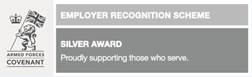 EMPLOYER RECOGNITION SCHEME
SILVER AWARD
Proudly supporting those who serve.
ARMED FORCES
COVENANT